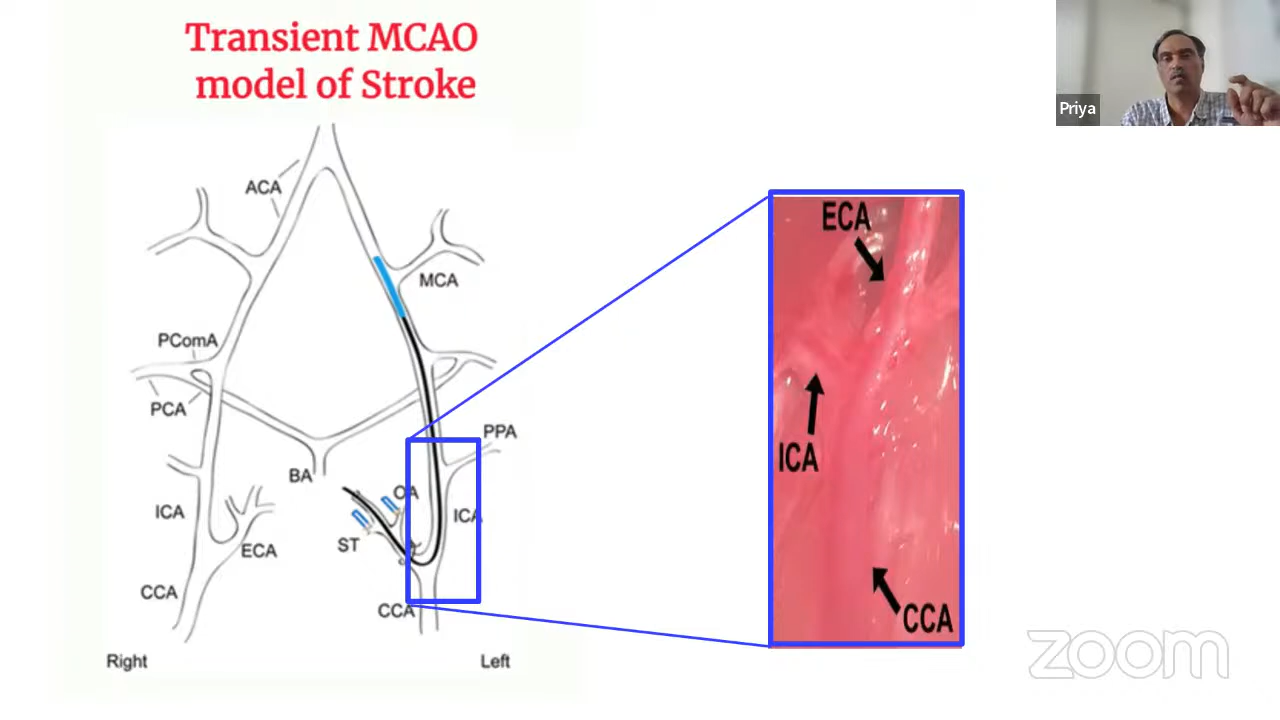 Transient MCAO
model of Stroke
Priya
ACA
MCA
PComA
PCA
PPA
BA
OA
ICA
ICA
ST
ECA
CCA
CCA
Right
Left
ECA
ICA
CCA
zoom